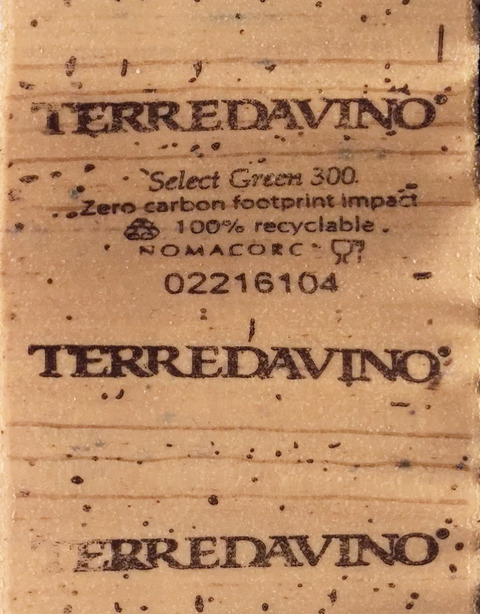 TERREDAVINO®
Select Green 300.
Zero carbon footprint impact
100% recyclable
NOMACORC
02216104
TERREDAVINO®
TERREDAVINO®